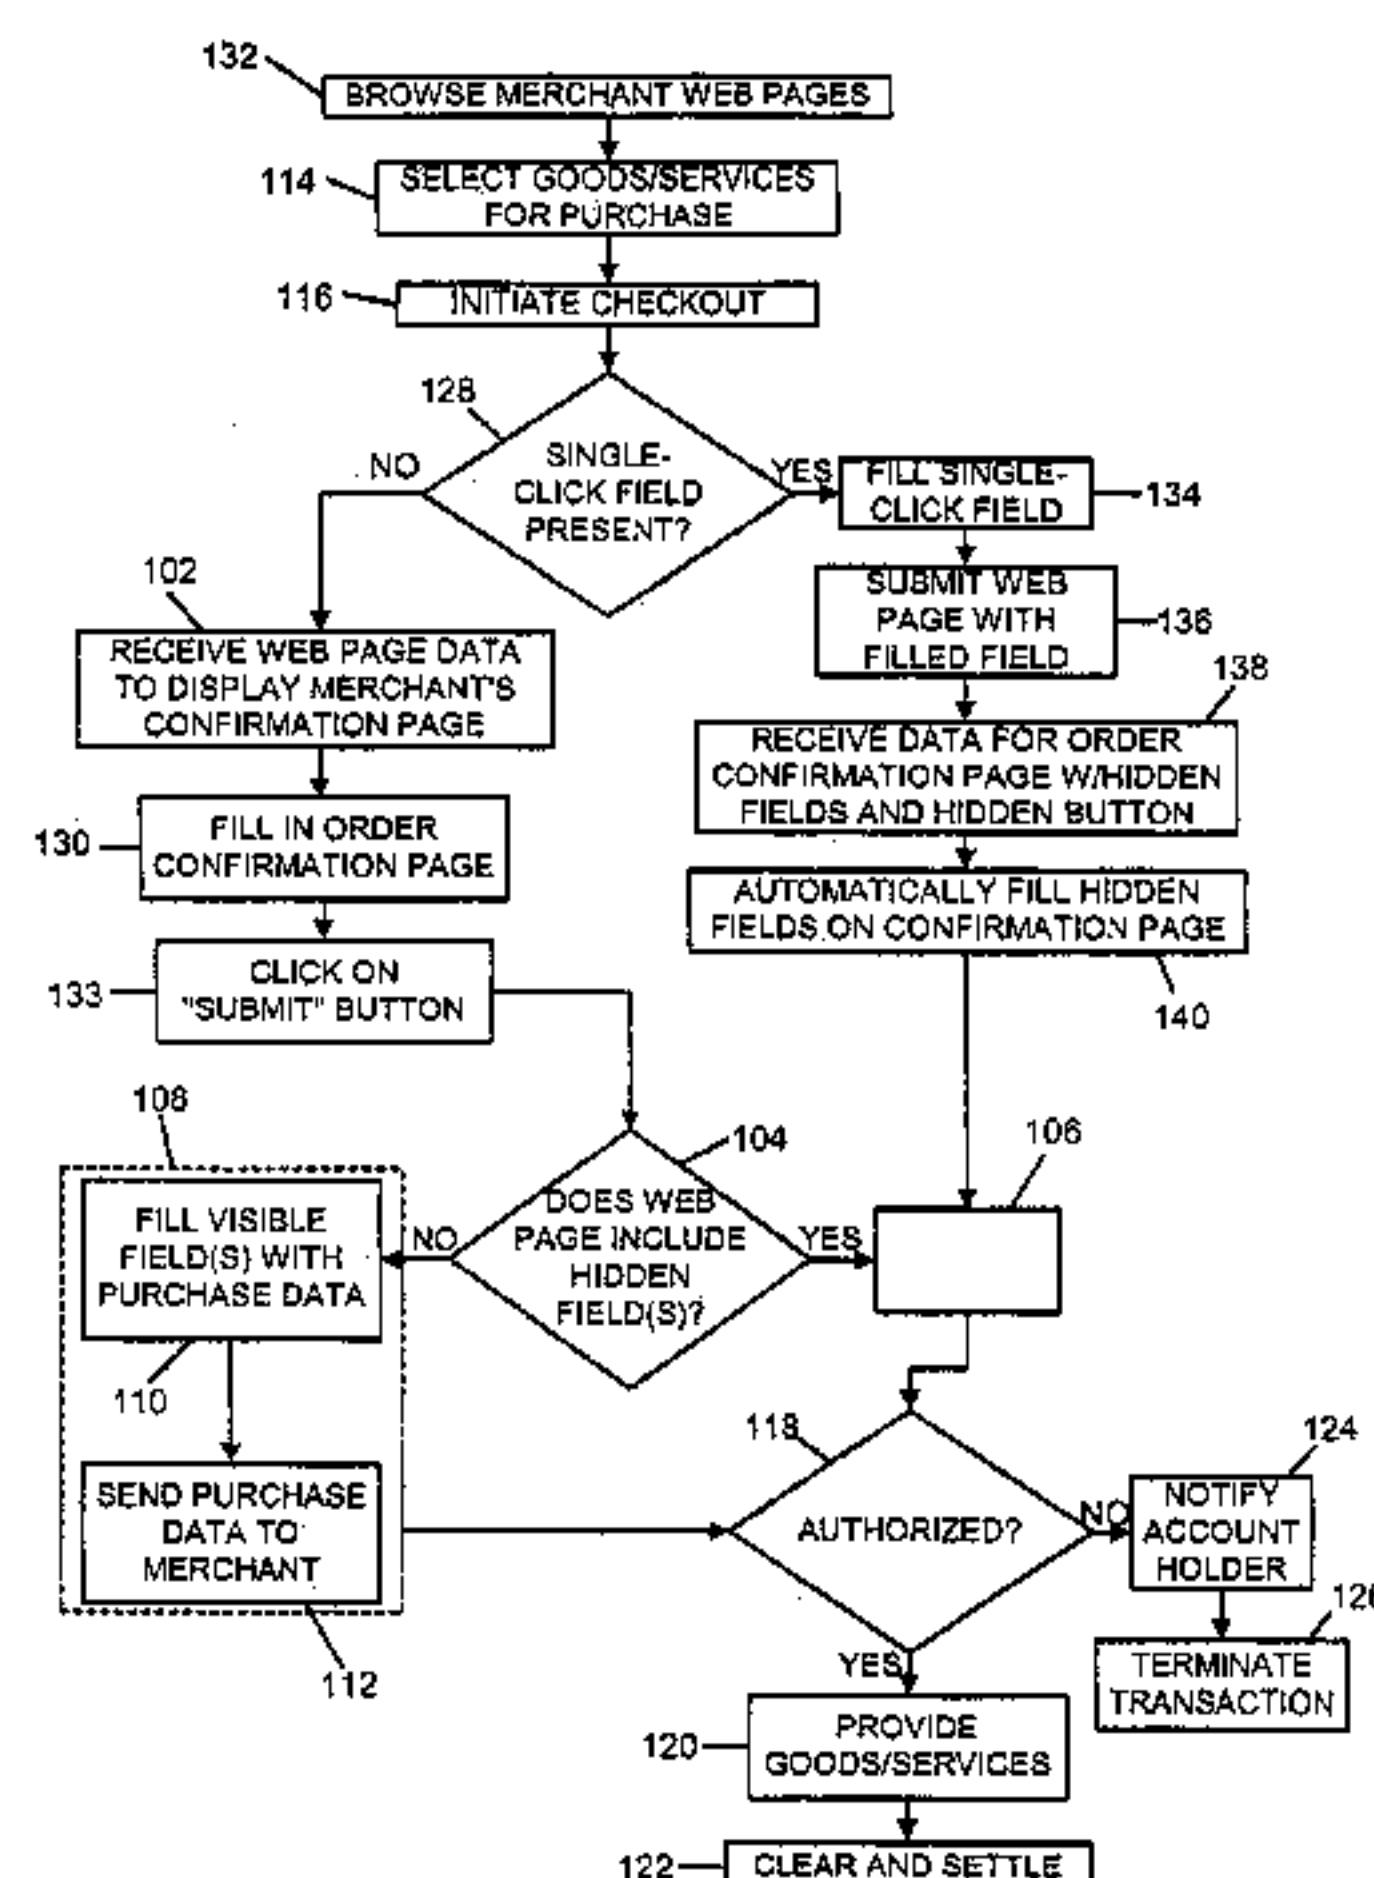 132
BROWSE MERCHANT WEB PAGES
114
SELECT GOODS/SERVICES
FOR PURCHASE
116
INITIATE CHECKOUT
128
SINGLE-
CLICK FIELD
PRESENT?
NO
YES
FILL SINGLE-
CLICK FIELD
134
SUBMIT WEB
PAGE WITH
FILLED FIELD
136
102
RECEIVE WEB PAGE DATA
TO DISPLAY MERCHANT'S
CONFIRMATION PAGE
138
RECEIVE DATA FOR ORDER
CONFIRMATION PAGE W/HIDDEN
FIELDS AND HIDDEN BUTTON
130
FILL IN ORDER
CONFIRMATION PAGE
AUTOMATICALLY FILL HIDDEN
FIELDS ON CONFIRMATION PAGE
140
133
CLICK ON
"SUBMIT" BUTTON
108
104
106
FILL VISIBLE
FIELD(S) WITH
PURCHASE DATA
NO
DOES WEB
PAGE INCLUDE
HIDDEN
FIELD(S)?
YES
110
SEND PURCHASE
DATA TO
MERCHANT
112
118
AUTHORIZED?
NO
124
NOTIFY
ACCOUNT
HOLDER
TERMINATE
TRANSACTION
YES
120
PROVIDE
GOODS/SERVICES
122
CLEAR AND SETTLE